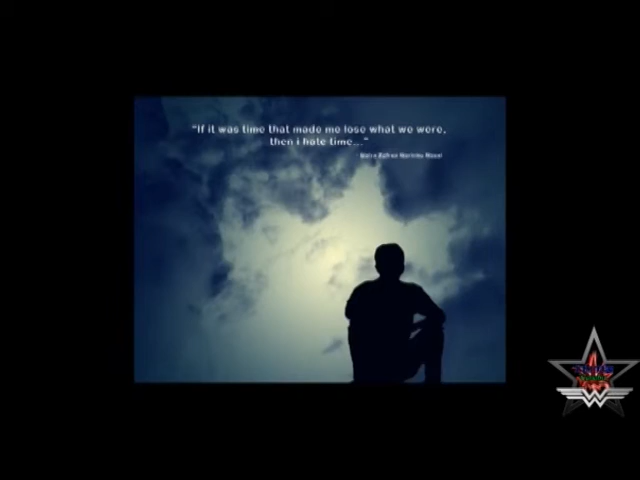 "If it was time that made me lose what we were,
then i hate time..."